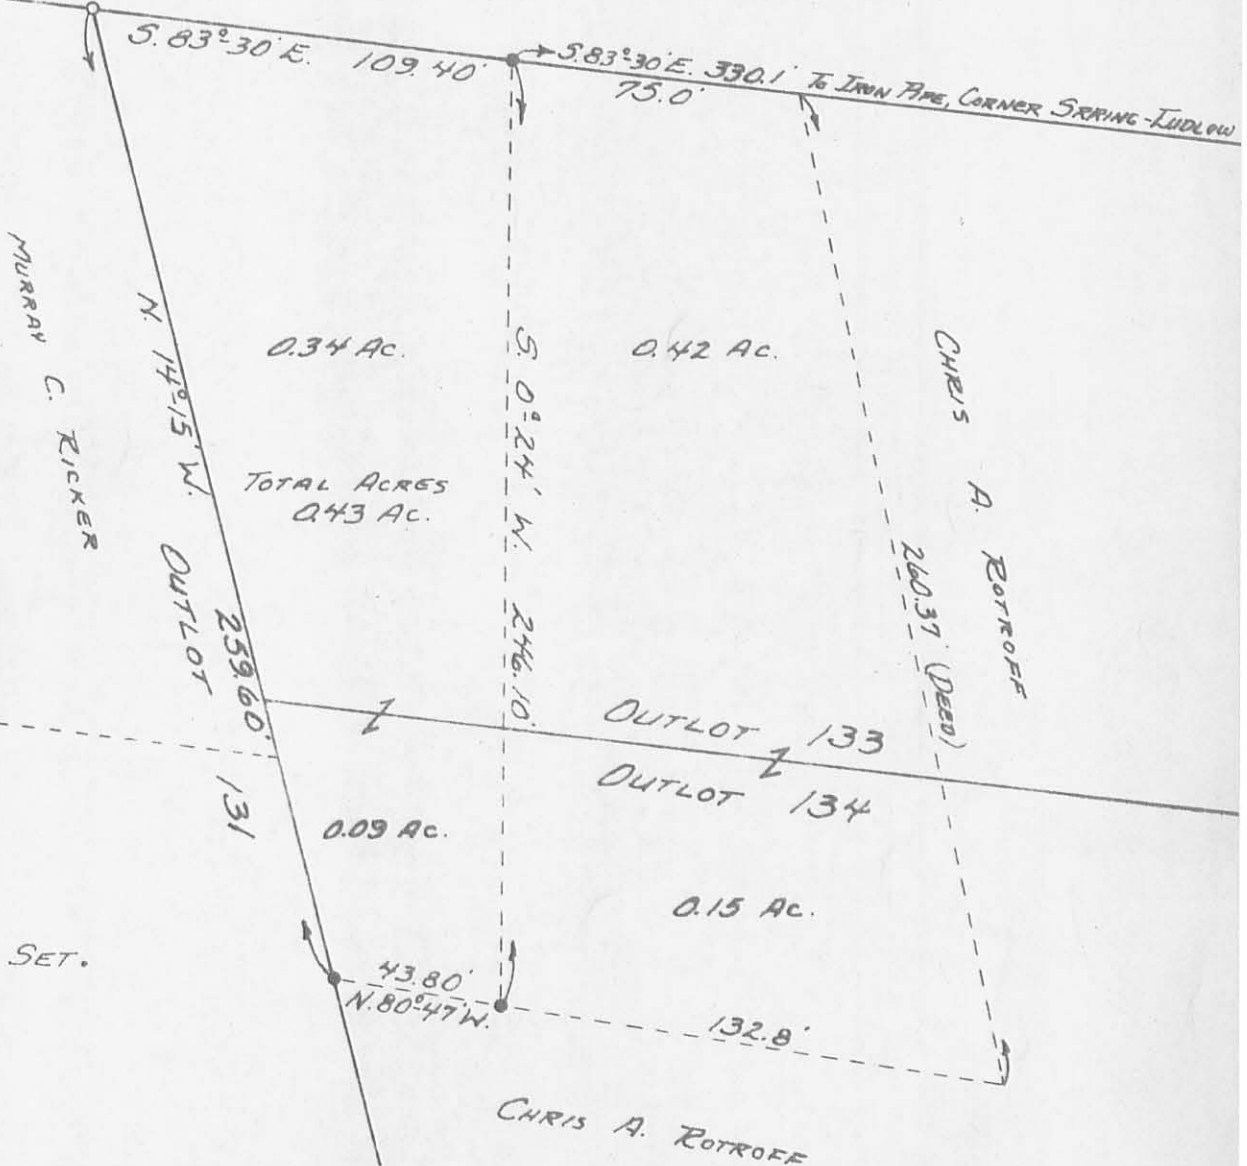 S. 83°-30' E. 109.40'
S. 83°-30' E. 330.1' To IRON PIPE, CORNER SPRING-LUDLOW
75.0'
MURRAY C. RICKER
N. 14°-15' W. 259.60'
0.34 AC.
S. 0°-24' W. 246.10'
0.42 AC.
CHRIS A. ROTROFF
TOTAL ACRES
0.43 AC.
260.37' (DEED)
OUTLOT 131
OUTLOT 133
OUTLOT 134
0.09 AC.
0.15 AC.
SET.
43.80'
N. 80°-47' W.
132.8'
CHRIS A. ROTROFF